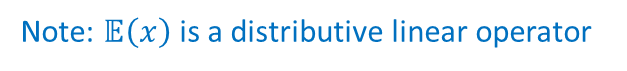 Note: 𝔼(𝑥) is a distributive linear operator